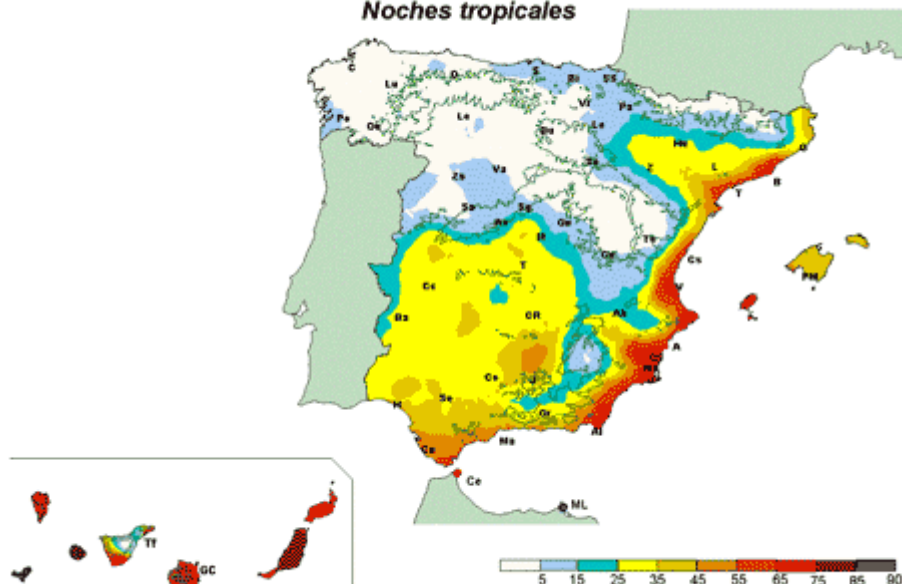 Noches tropicales
C
Lu
O
S
Bi
SS
Vi
Pa
Po
Or
Le
Bu
Lo
Hu
Z
L
G
B
T
Za
Va
So
Sa
Sg
Av
Gu
Te
M
T
Cu
Cs
PM
Cc
V
Ba
CR
Ab
A
Co
J
Mu
H
Se
Gr
Al
Ma
Ca
Ce
ML
TF
GC
5 15 25 35 45 55 65 75 85 90